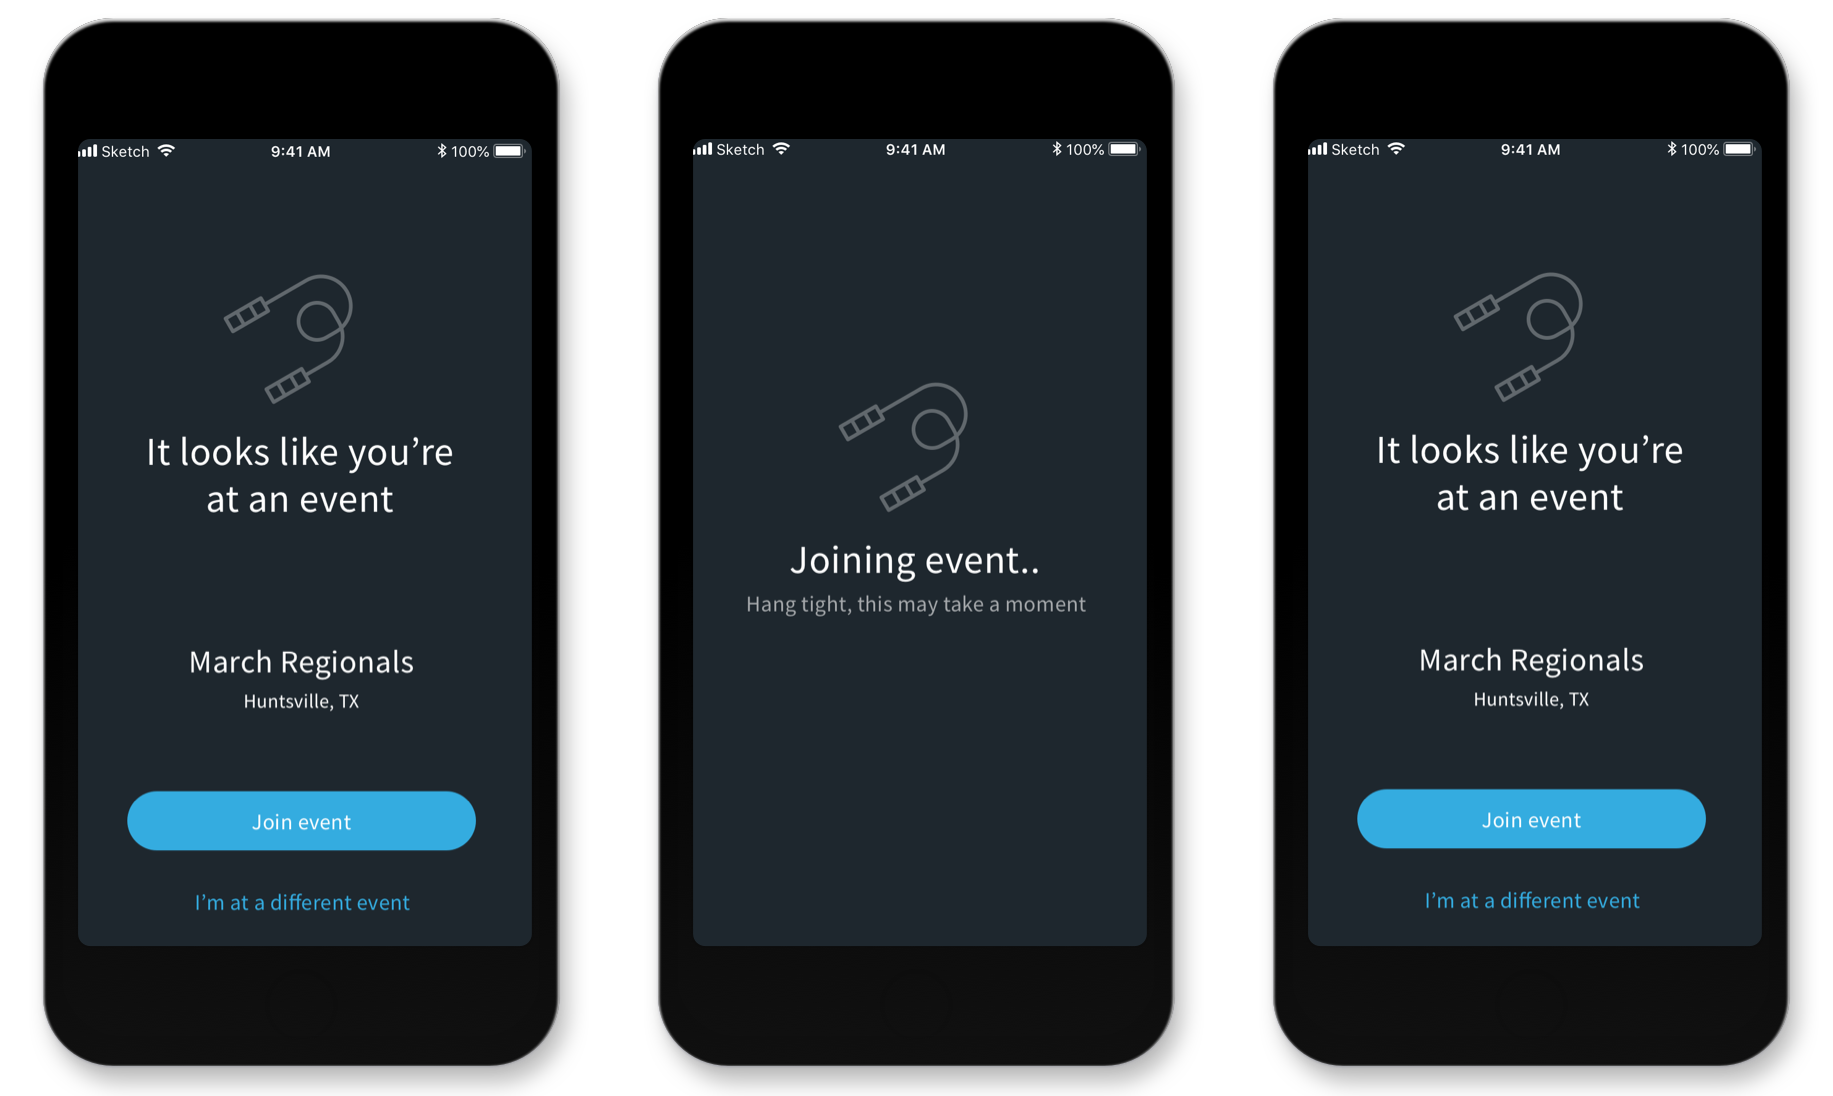 Sketch 9:41 AM 100%
It looks like you’re
at an event
March Regionals
Huntsville, TX
Join event
I’m at a different event
Sketch 9:41 AM 100%
Joining event..
Hang tight, this may take a moment
Sketch 9:41 AM 100%
It looks like you’re
at an event
March Regionals
Huntsville, TX
Join event
I’m at a different event